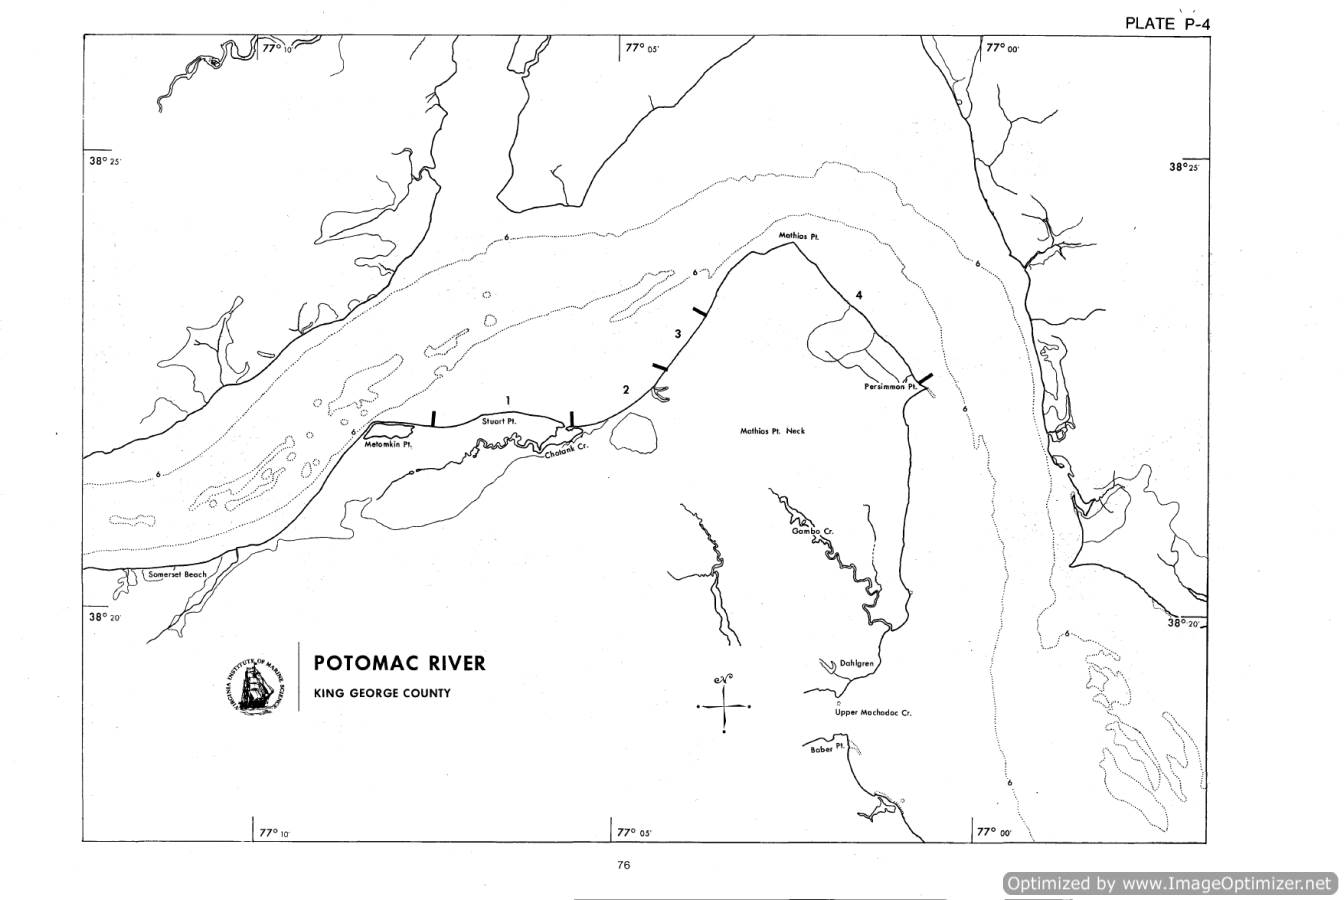 PLATE P-4
77° 10'
77° 05'
77° 00'
38° 25'
38° 25'
6
Mathias Pt.
6
6
6
4
3
Persimmon Pt.
2
1
6
Stuart Pt.
6
Mathias Pt. Neck
Metomkin Pt.
Chotank Cr.
6
Gambo Cr.
Somerset Beach
38° 20'
38° 20'
6
VIRGINIA INSTITUTE OF MARINE SCIENCE
POTOMAC RIVER
KING GEORGE COUNTY
N
Dahlgren
Upper Machodoc Cr.
Baber Pt.
6
77° 10'
77° 05'
77° 00'
76
Optimized by www.ImageOptimizer.net